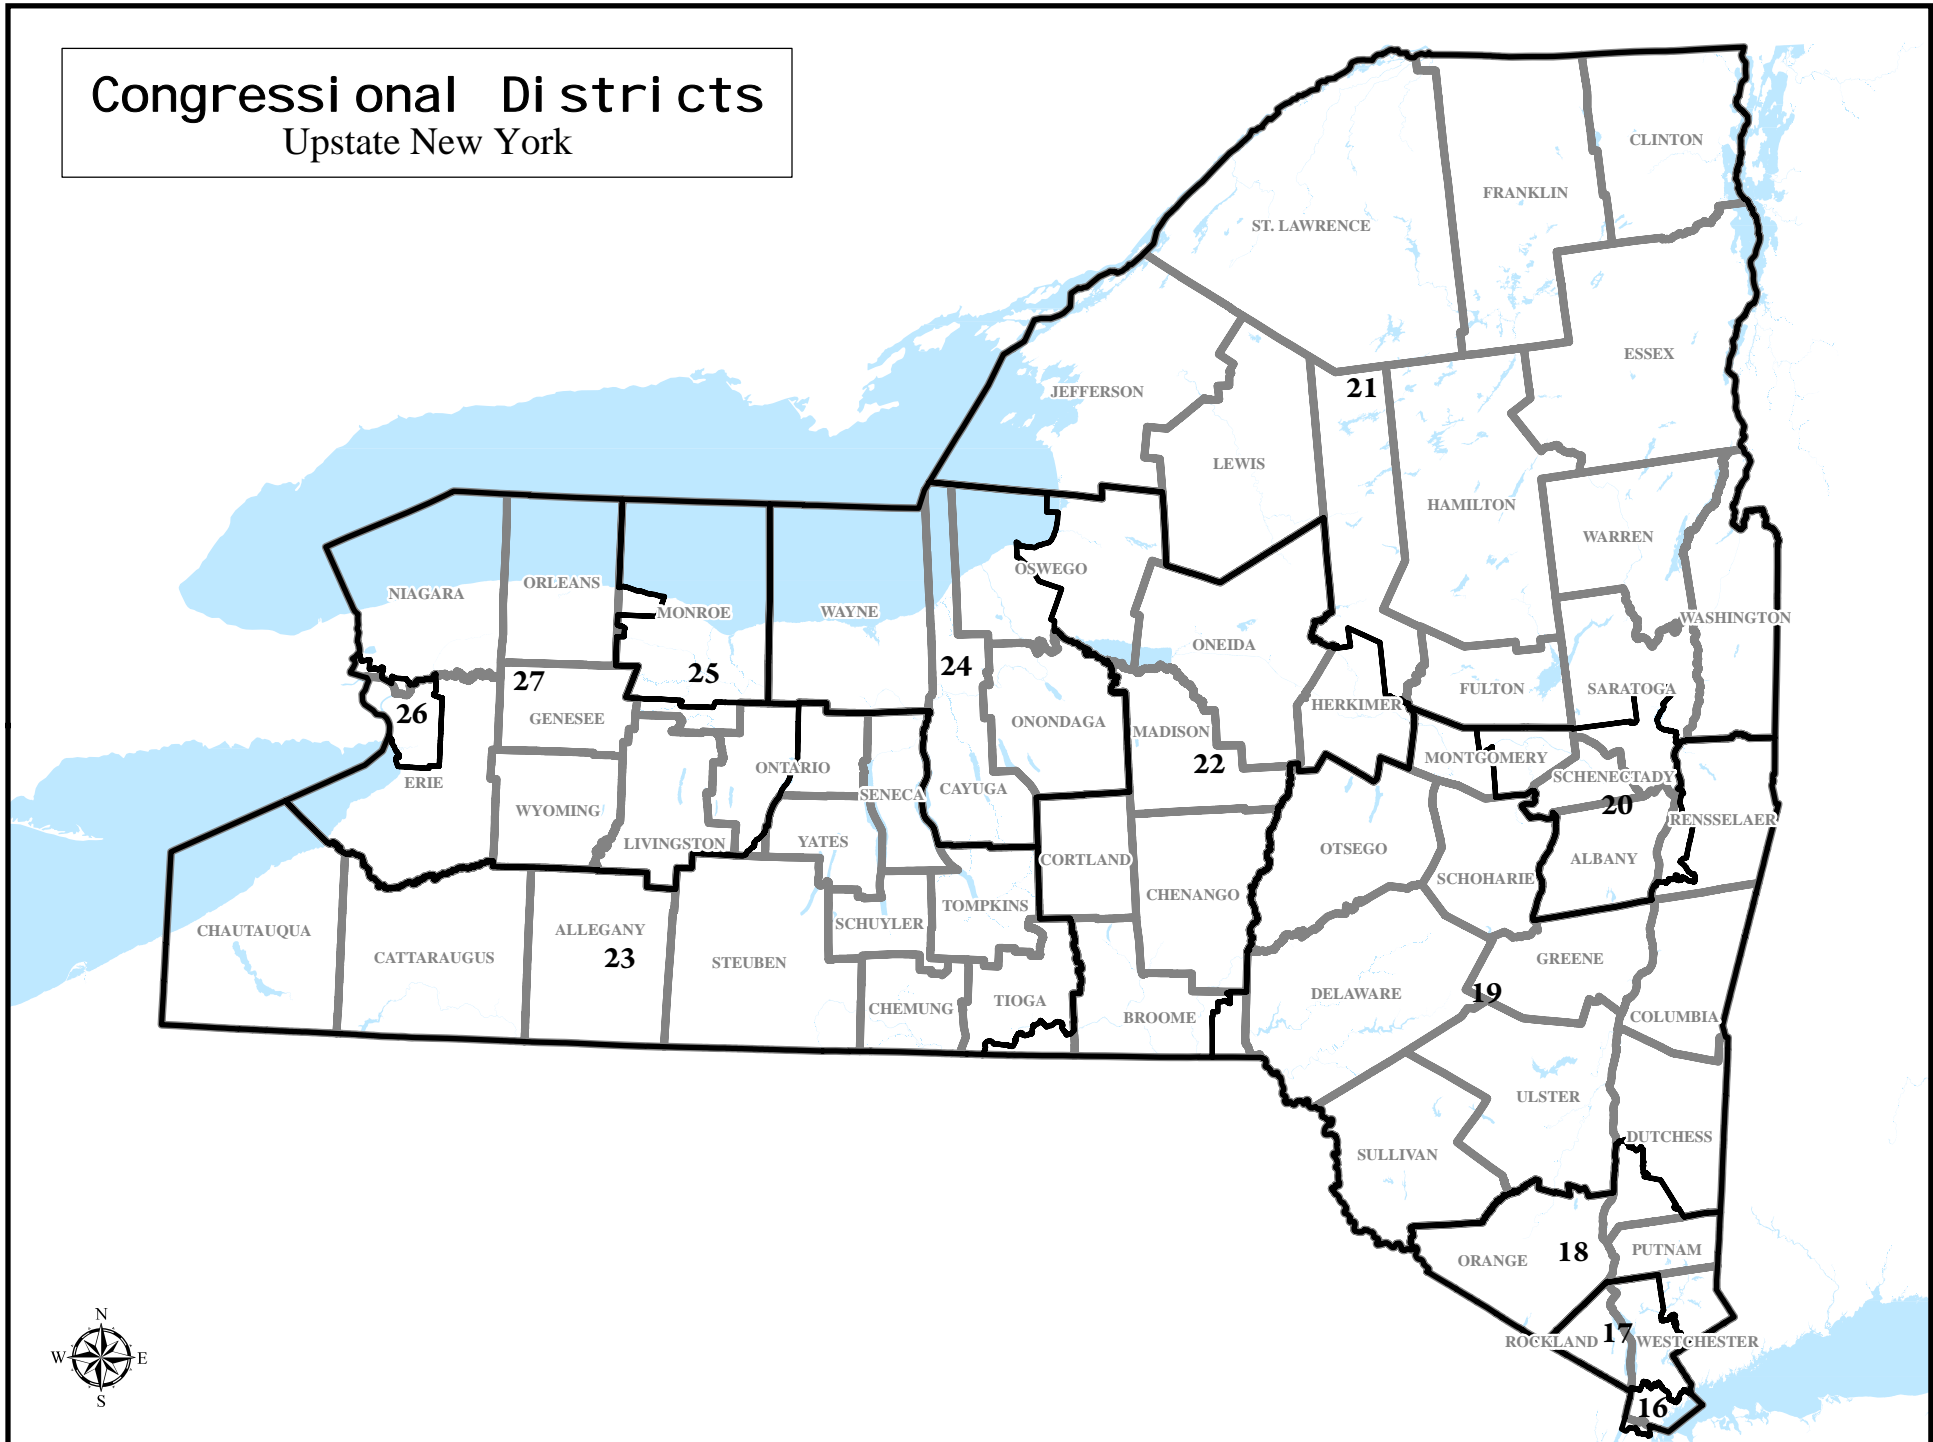 Congressional Districts
Upstate New York
CLINTON
FRANKLIN
ST. LAWRENCE
ESSEX
21
JEFFERSON
LEWIS
HAMILTON
WARREN
OSWEGO
ORLEANS
NIAGARA
MONROE
WAYNE
WASHINGTON
ONEIDA
24
25
27
FULTON
SARATOGA
HERKIMER
26
GENESEE
ONONDAGA
MADISON
MONTGOMERY
22
ONTARIO
SCHENECTADY
ERIE
CAYUGA
SENECA
20
WYOMING
RENSSELAER
LIVINGSTON
YATES
OTSEGO
CORTLAND
ALBANY
SCHOHARIE
CHENANGO
TOMPKINS
SCHUYLER
CHAUTAUQUA
ALLEGANY
CATTARAUGUS
23
STEUBEN
GREENE
DELAWARE
19
TIOGA
CHEMUNG
BROOME
COLUMBIA
ULSTER
DUTCHESS
SULLIVAN
18
PUTNAM
ORANGE
17
ROCKLAND
WESTCHESTER
16
N
W E
S